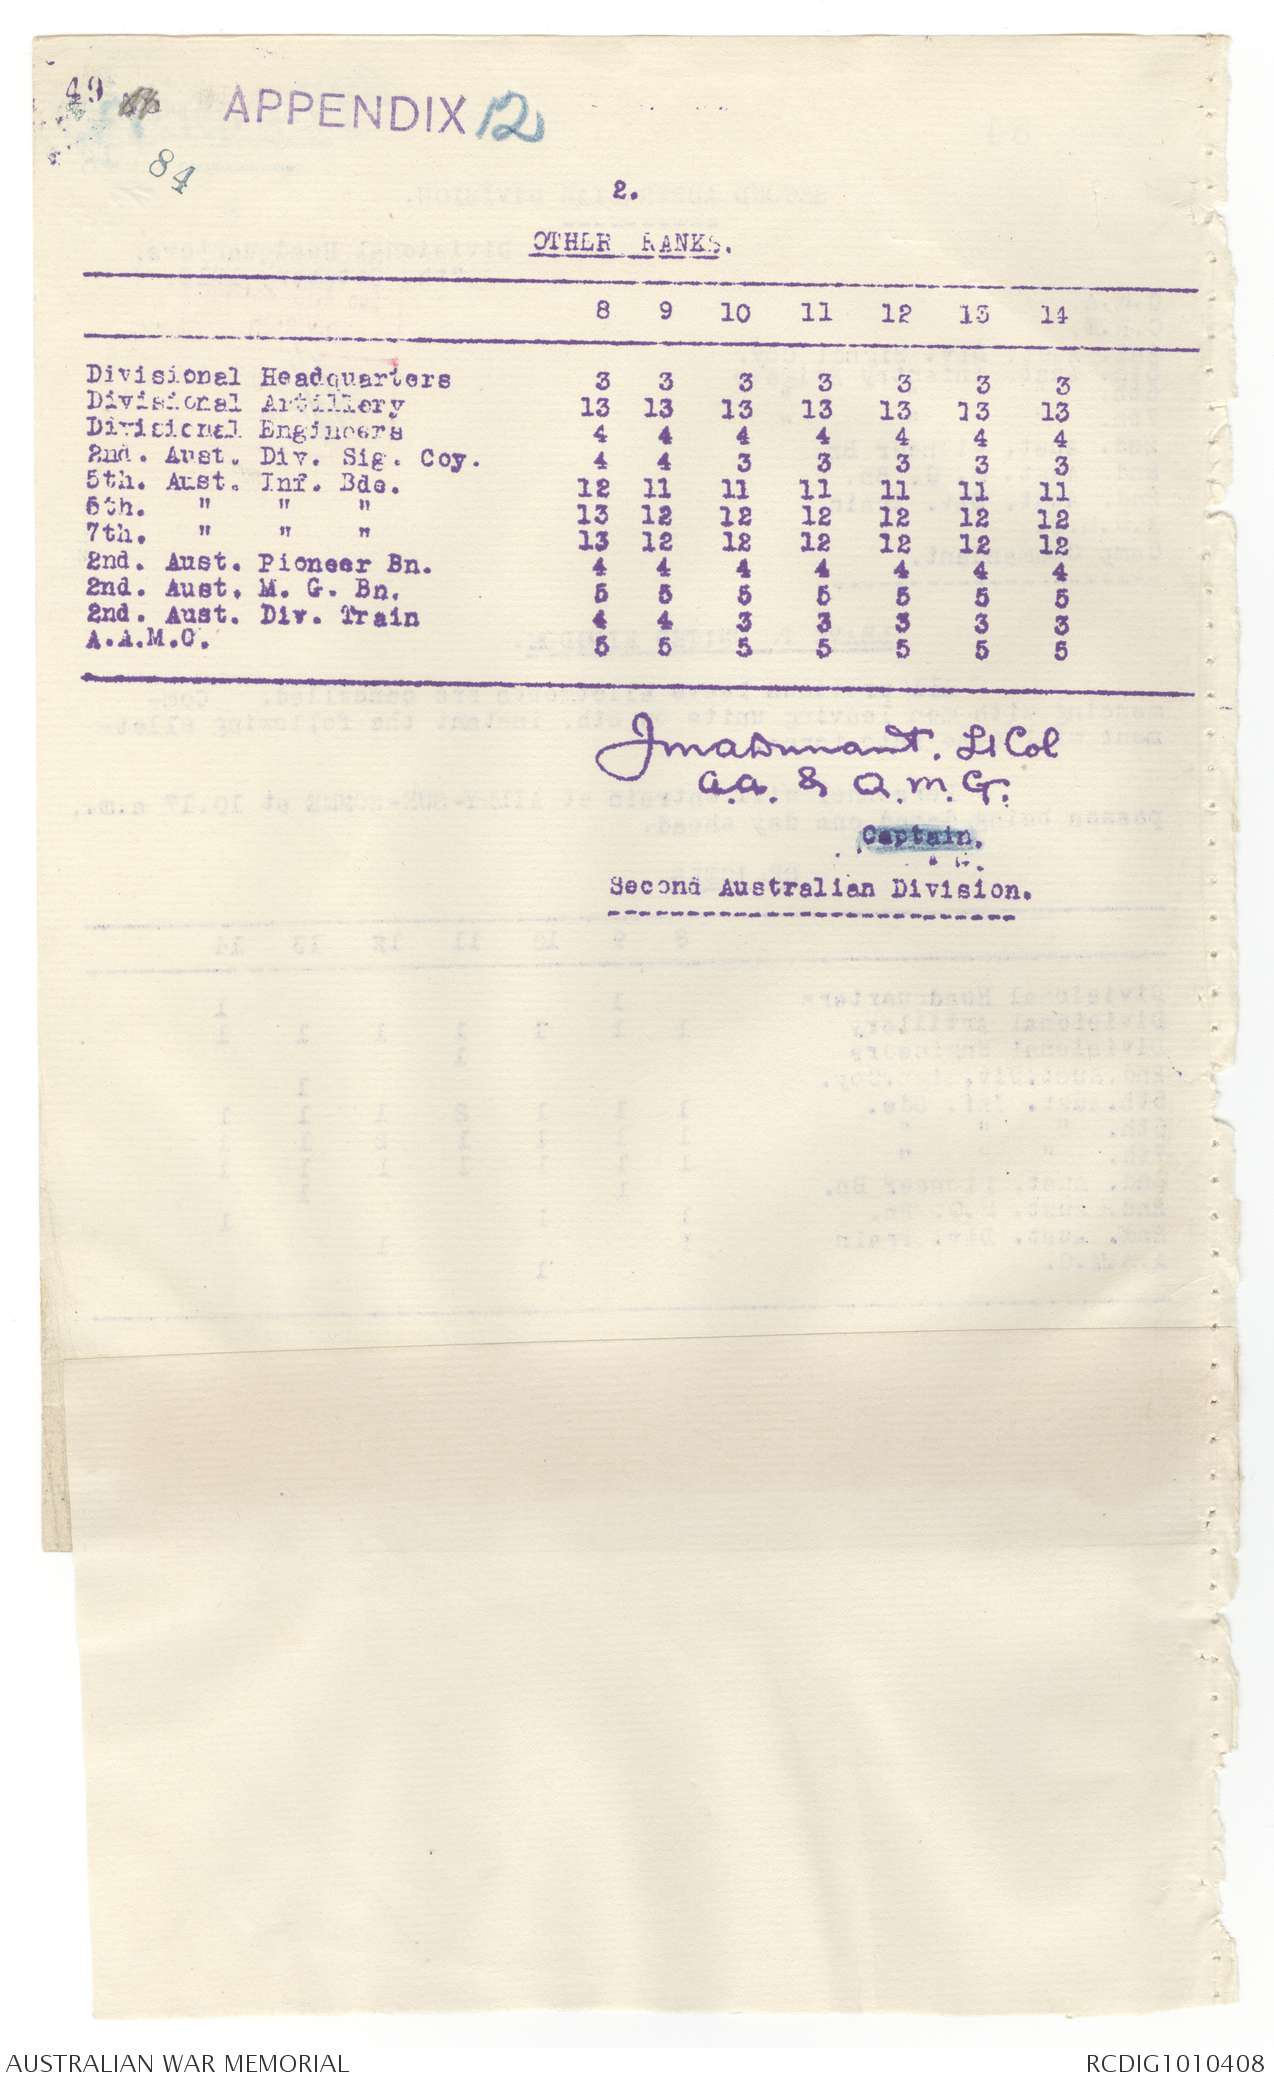 49
APPENDIX 12
84
2.
OTHER RANKS.
8 9 10 11 12 13 14
Divisional Headquarters 3 3 3 3 3 3 3
Divisional Artillery 13 13 13 13 13 13 13
Divisional Engineers 4 4 4 4 4 4 4
2nd. Aust. Div. Sig. Coy. 4 4 3 3 3 3 3
5th. Aust. Inf. Bde. 12 11 11 11 11 11 11
6th. " " " 13 12 12 12 12 12 12
7th. " " " 13 12 12 12 12 12 12
2nd. Aust. Pioneer Bn. 4 4 4 4 4 4 4
2nd. Aust. M. G. Bn. 5 5 5 5 5 5 5
2nd. Aust. Div. Train 4 4 3 3 3 3 3
A.A.M.C. 5 5 5 5 5 5 5
Lt Col
a.a. & Q.M.G.
Captain.
Second Australian Division.
AUSTRALIAN WAR MEMORIAL
RCDIG1010408